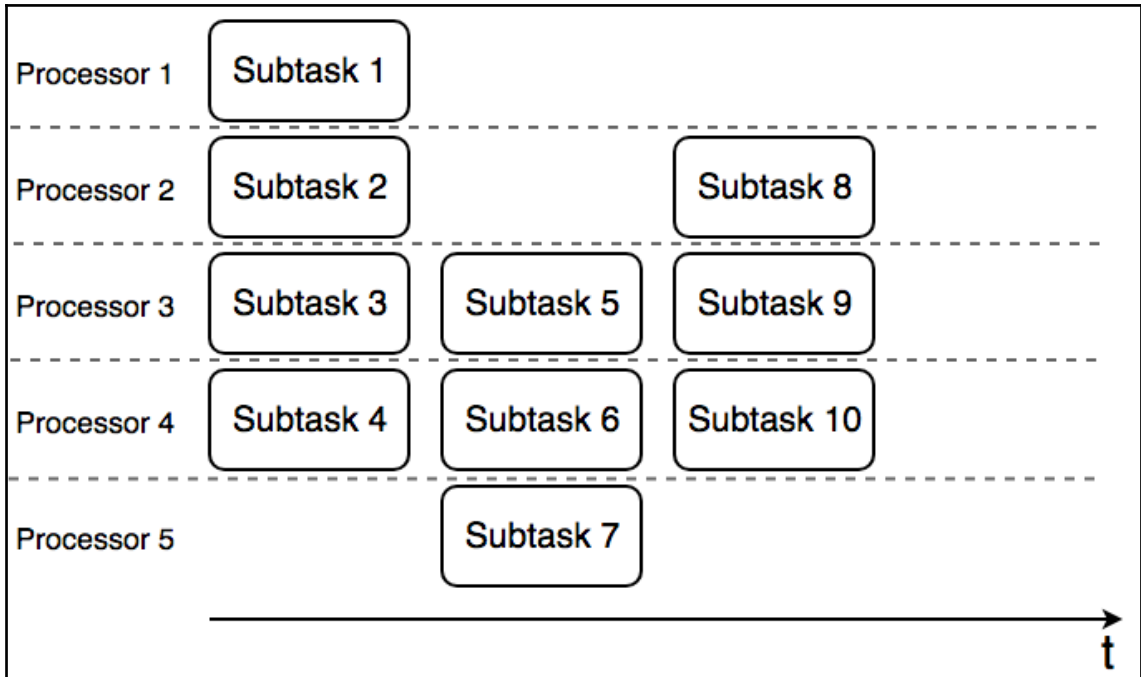 Processor 1 Subtask 1
Processor 2 Subtask 2 Subtask 8
Processor 3 Subtask 3 Subtask 5 Subtask 9
Processor 4 Subtask 4 Subtask 6 Subtask 10
Processor 5 Subtask 7
t